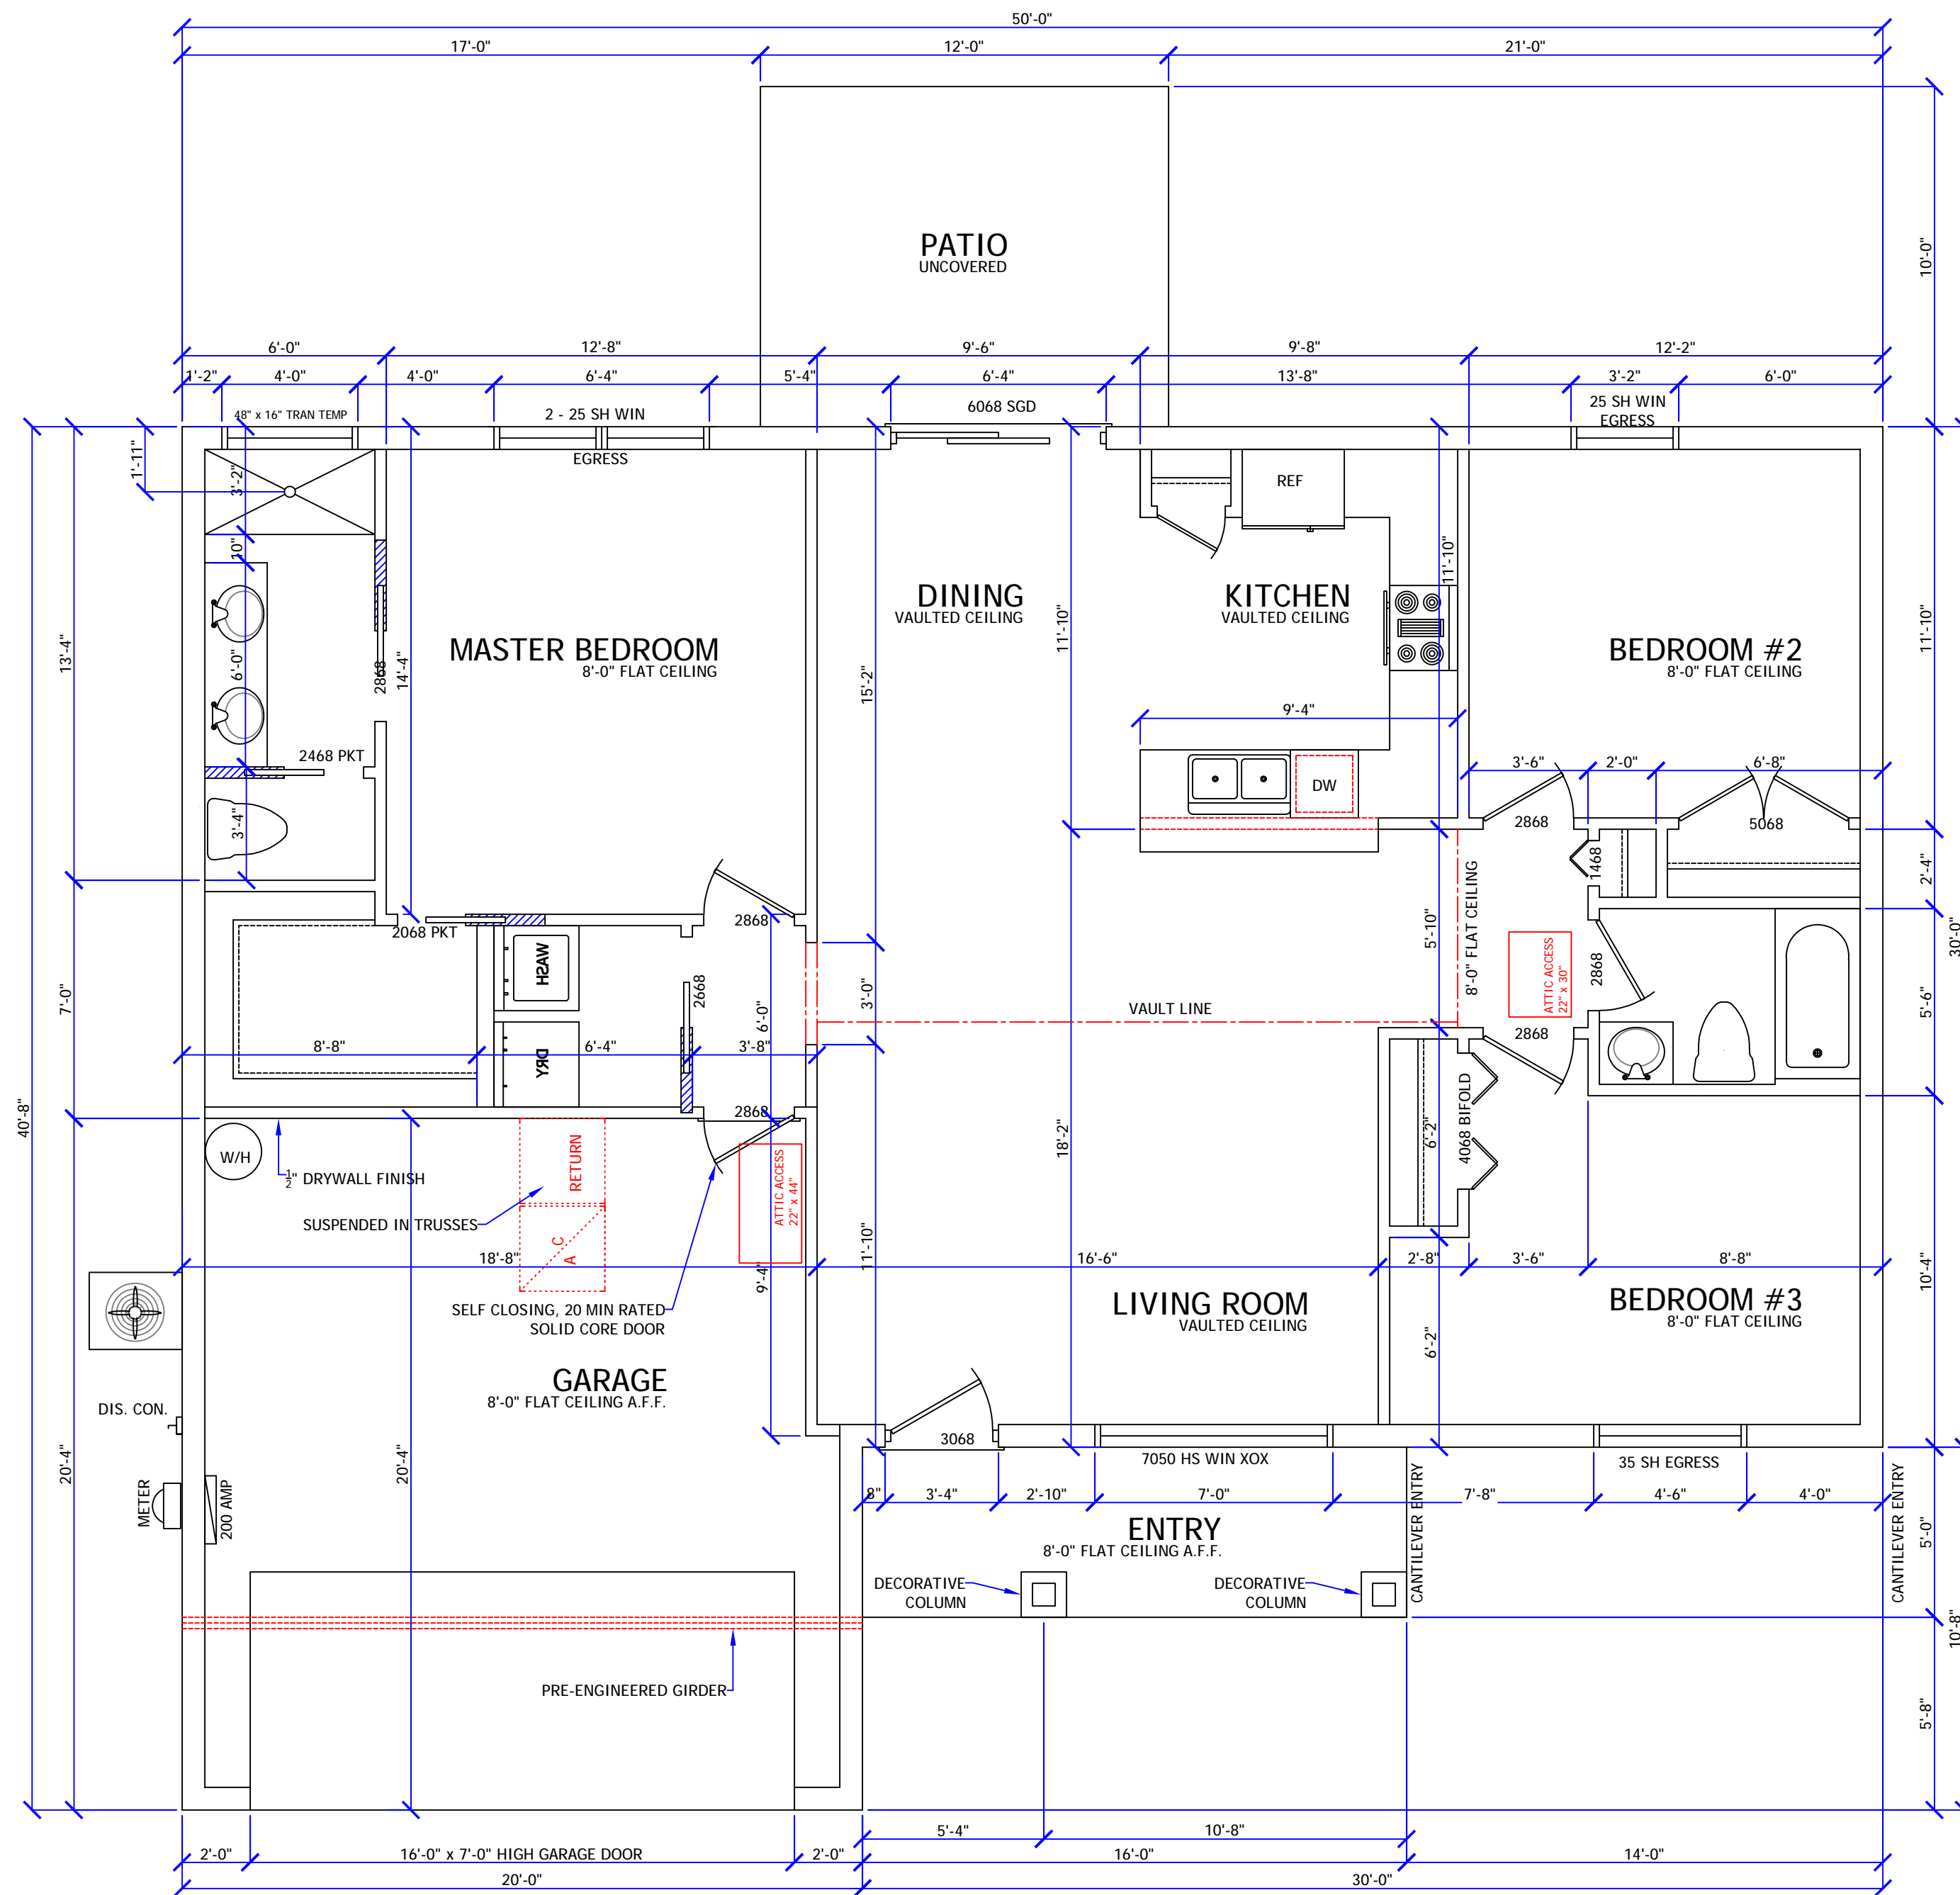 50'-0"
17'-0" 12'-0" 21'-0"
PATIO
UNCOVERED
10'-0"
6'-0" 12'-8" 9'-6" 9'-8" 12'-2"
1'-2" 4'-0" 4'-0" 6'-4" 5'-4" 6'-4" 13'-8" 3'-2" 6'-0"
48" x 16" TRAN TEMP
2 - 25 SH WIN
EGRESS
6068 SGD
25 SH WIN
EGRESS
1'-11"
3'-2"
10"
6'-0"
3'-4"
REF
13'-4"
14'-4"
2868
MASTER BEDROOM
8'-0" FLAT CEILING
DINING
VAULTED CEILING
KITCHEN
VAULTED CEILING
BEDROOM #2
8'-0" FLAT CEILING
15'-2"
11'-10"
11'-10"
11'-10"
9'-4"
2468 PKT
DW
3'-6" 2'-0" 6'-8"
2868
5068
1468
2'-4"
2068 PKT
2868
WASH
DRY
2668
6'-0"
3'-0"
7'-0"
8'-8" 6'-4" 3'-8"
VAULT LINE
5'-10"
8'-0" FLAT CEILING
ATTIC ACCESS
22" x 30"
2868
2868
5'-6"
30'-0"
40'-8"
2868
W/H
1/2" DRYWALL FINISH
SUSPENDED IN TRUSSES
RETURN
A C
ATTIC ACCESS
22" x 44"
9'-4"
11'-10"
18'-2"
6'-2"
4068 BIFOLD
18'-8" 16'-6" 2'-8" 3'-6" 8'-8"
SELF CLOSING, 20 MIN RATED
SOLID CORE DOOR
LIVING ROOM
VAULTED CEILING
6'-2"
BEDROOM #3
8'-0" FLAT CEILING
10'-4"
GARAGE
8'-0" FLAT CEILING A.F.F.
DIS. CON.
METER
200 AMP
20'-4"
20'-4"
3068
7050 HS WIN XOX
35 SH EGRESS
8" 3'-4" 2'-10" 7'-0" 7'-8" 4'-6" 4'-0"
ENTRY
8'-0" FLAT CEILING A.F.F.
CANTILEVER ENTRY
CANTILEVER ENTRY
5'-0"
DECORATIVE
COLUMN
DECORATIVE
COLUMN
10'-8"
PRE-ENGINEERED GIRDER
5'-8"
5'-4" 10'-8"
2'-0" 16'-0" x 7'-0" HIGH GARAGE DOOR 2'-0" 16'-0" 14'-0"
20'-0" 30'-0"